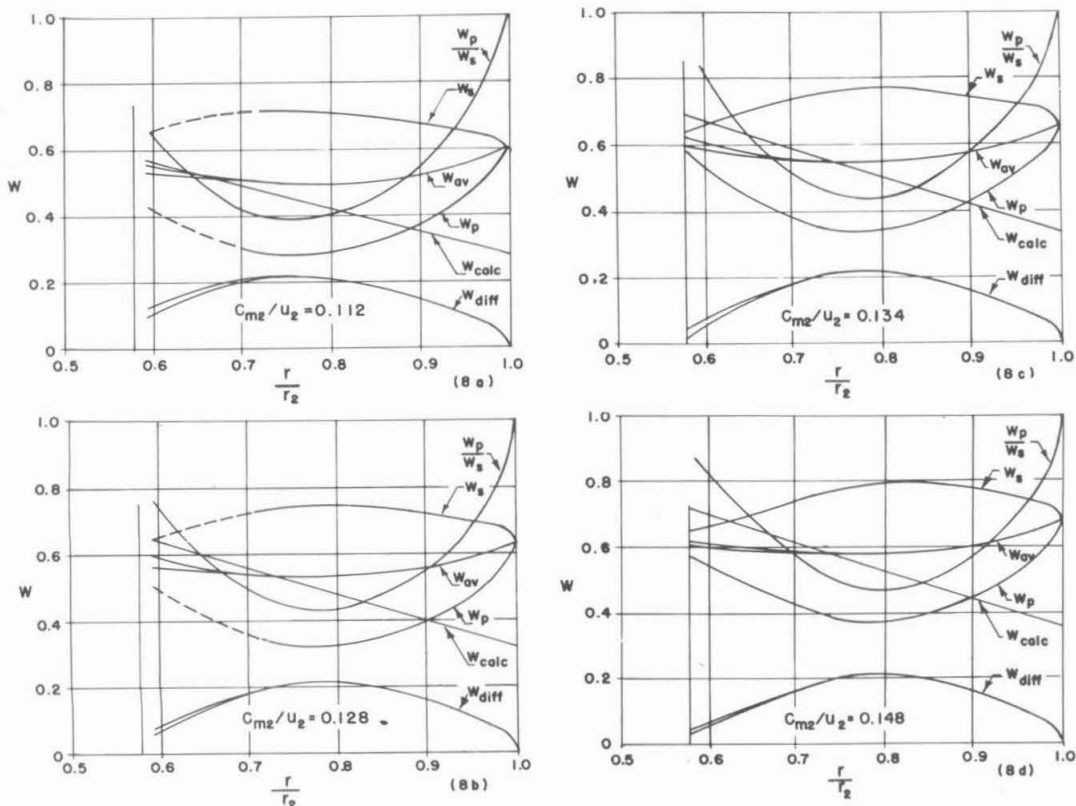 1.0
0.8
0.6
W
0.4
0.2
0
Wp
Ws
Ws
Wav
Wp
Wcalc
Wdiff
Cm2/u2 = 0.112
0.5
0.6
0.7
0.8
0.9
1.0
r
r2
(8a)
1.0
0.8
0.6
W
0.4
0.2
0
Wp
Ws
Ws
Wav
Wp
Wcalc
Wdiff
Cm2/u2 = 0.134
0.5
0.6
0.7
0.8
0.9
1.0
r
r2
(8c)
1.0
0.8
0.6
W
0.4
0.2
0
Wp
Ws
Ws
Wav
Wp
Wcalc
Wdiff
Cm2/u2 = 0.128
0.5
0.6
0.7
0.8
0.9
1.0
r
r2
(8b)
1.0
0.8
0.6
W
0.4
0.2
0
Wp
Ws
Ws
Wav
Wp
Wcalc
Wdiff
Cm2/u2 = 0.148
0.5
0.6
0.7
0.8
0.9
1.0
r
r2
(8d)